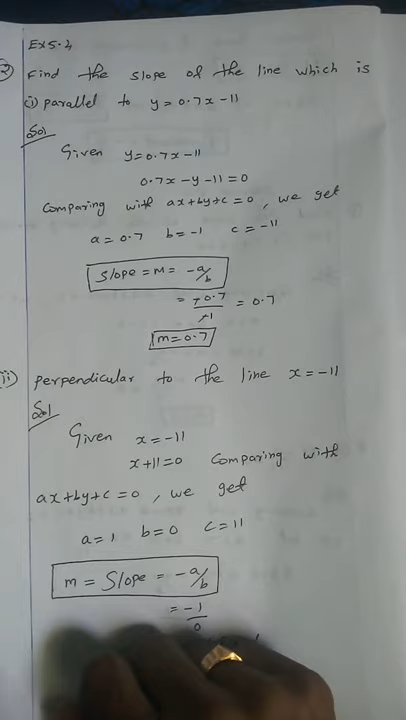 Ex 5.4
2) Find the slope of the line which is
(i) parallel to y = 0.7x - 11
Sol
Given y = 0.7x - 11
0.7x - y - 11 = 0
Comparing with ax + by + c = 0, we get
a = 0.7 b = -1 c = -11
Slope = m = -a/b
= -0.7/-1 = 0.7
m = 0.7
ii) perpendicular to the line x = -11
Sol
Given x = -11
x + 11 = 0 Comparing with
ax + by + c = 0, we get
a = 1 b = 0 c = 11
m = Slope = -a/b
= -1/0